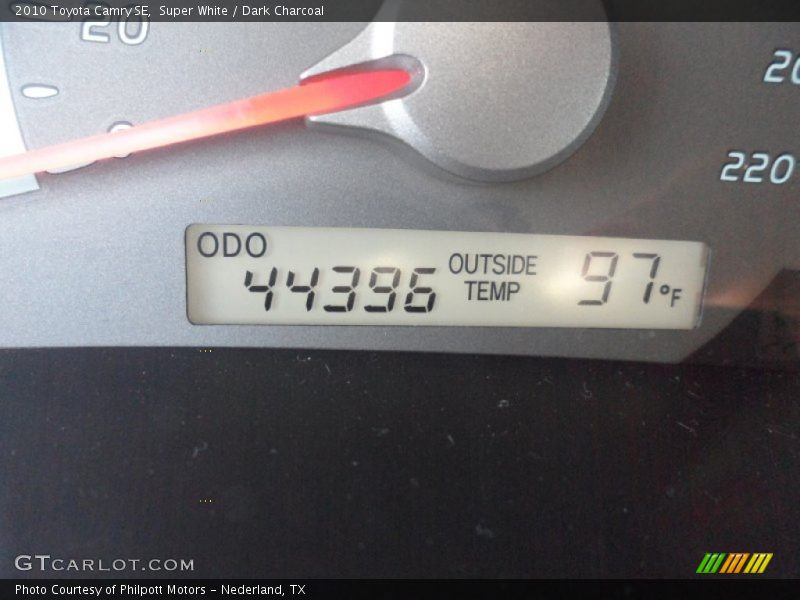 2010 Toyota Camry SE, Super White / Dark Charcoal
20
0
20
220
ODO
44396
OUTSIDE
TEMP
97°F
GTCARLOT.COM
Photo Courtesy of Philpott Motors - Nederland, TX